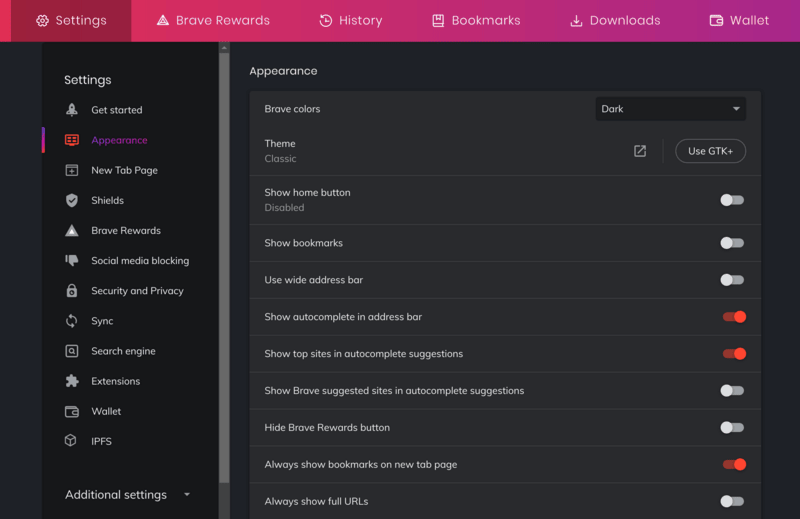 Settings
Brave Rewards
History
Bookmarks
Downloads
Wallet
Settings
Get started
Appearance
New Tab Page
Shields
Brave Rewards
Social media blocking
Security and Privacy
Sync
Search engine
Extensions
Wallet
IPFS
Additional settings
Appearance
Brave colors
Dark
Theme
Classic
Use GTK+
Show home button
Disabled
Show bookmarks
Use wide address bar
Show autocomplete in address bar
Show top sites in autocomplete suggestions
Show Brave suggested sites in autocomplete suggestions
Hide Brave Rewards button
Always show bookmarks on new tab page
Always show full URLs